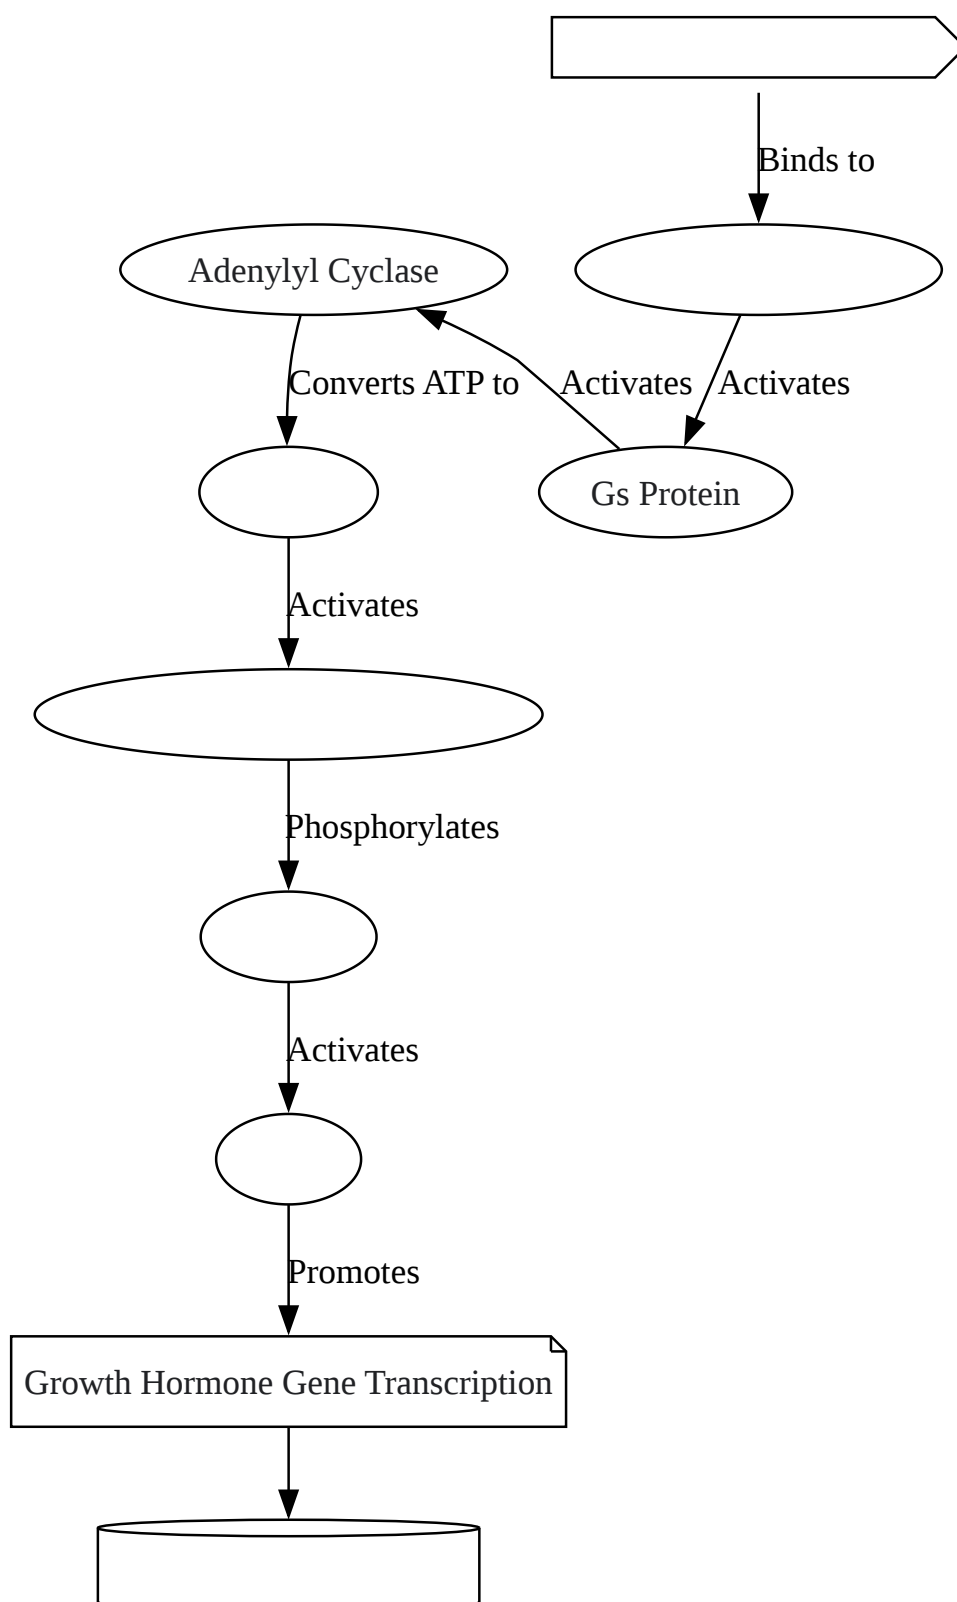 Binds to
Adenylyl Cyclase
Converts ATP to
Activates
Activates
Gs Protein
Activates
Phosphorylates
Activates
Promotes
Growth Hormone Gene Transcription